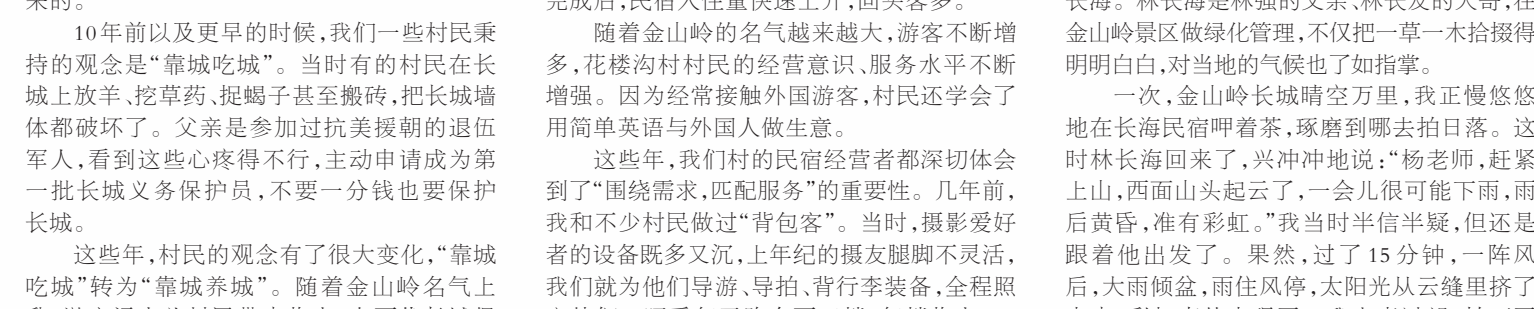 10年前以及更早的时候，我们一些村民秉
持的观念是“靠城吃城”。当时有的村民在长
城上放羊、挖草药、捉蝎子甚至搬砖，把长城墙
体都破坏了。父亲是参加过抗美援朝的退伍
军人，看到这些心疼得不行，主动申请成为第
一批长城义务保护员，不要一分钱也要保护
长城。
这些年，村民的观念有了很大变化，“靠城
吃城”转为“靠城养城”。随着金山岭名气上
完成后，民宿入住量快速上升，回头客多。
随着金山岭的名气越来越大，游客不断增
多，花楼沟村村民的经营意识、服务水平不断
增强。因为经常接触外国游客，村民还学会了
用简单英语与外国人做生意。
这些年，我们村的民宿经营者都深切体会
到了“围绕需求，匹配服务”的重要性。几年前，
我和不少村民做过“背包客”。当时，摄影爱好
者的设备既多又沉，上年纪的摄友腿脚不灵活，
我们就为他们导游、导拍、背行李装备，全程照
长海。林长海是林强的父亲、林长友的大哥，在
金山岭景区做绿化管理，不仅把一草一木拾掇得
明明白白，对当地的气候也了如指掌。
一次，金山岭长城晴空万里，我正慢悠悠
地在长海民宿呷着茶，琢磨到哪去拍日落。这
时林长海回来了，兴冲冲地说：“杨老师，赶紧
上山，西面山头起云了，一会儿很可能下雨，雨
后黄昏，准有彩虹。”我当时半信半疑，但还是
跟着他出发了。果然，过了15分钟，一阵风
后，大雨倾盆，雨住风停，太阳光从云缝里挤了